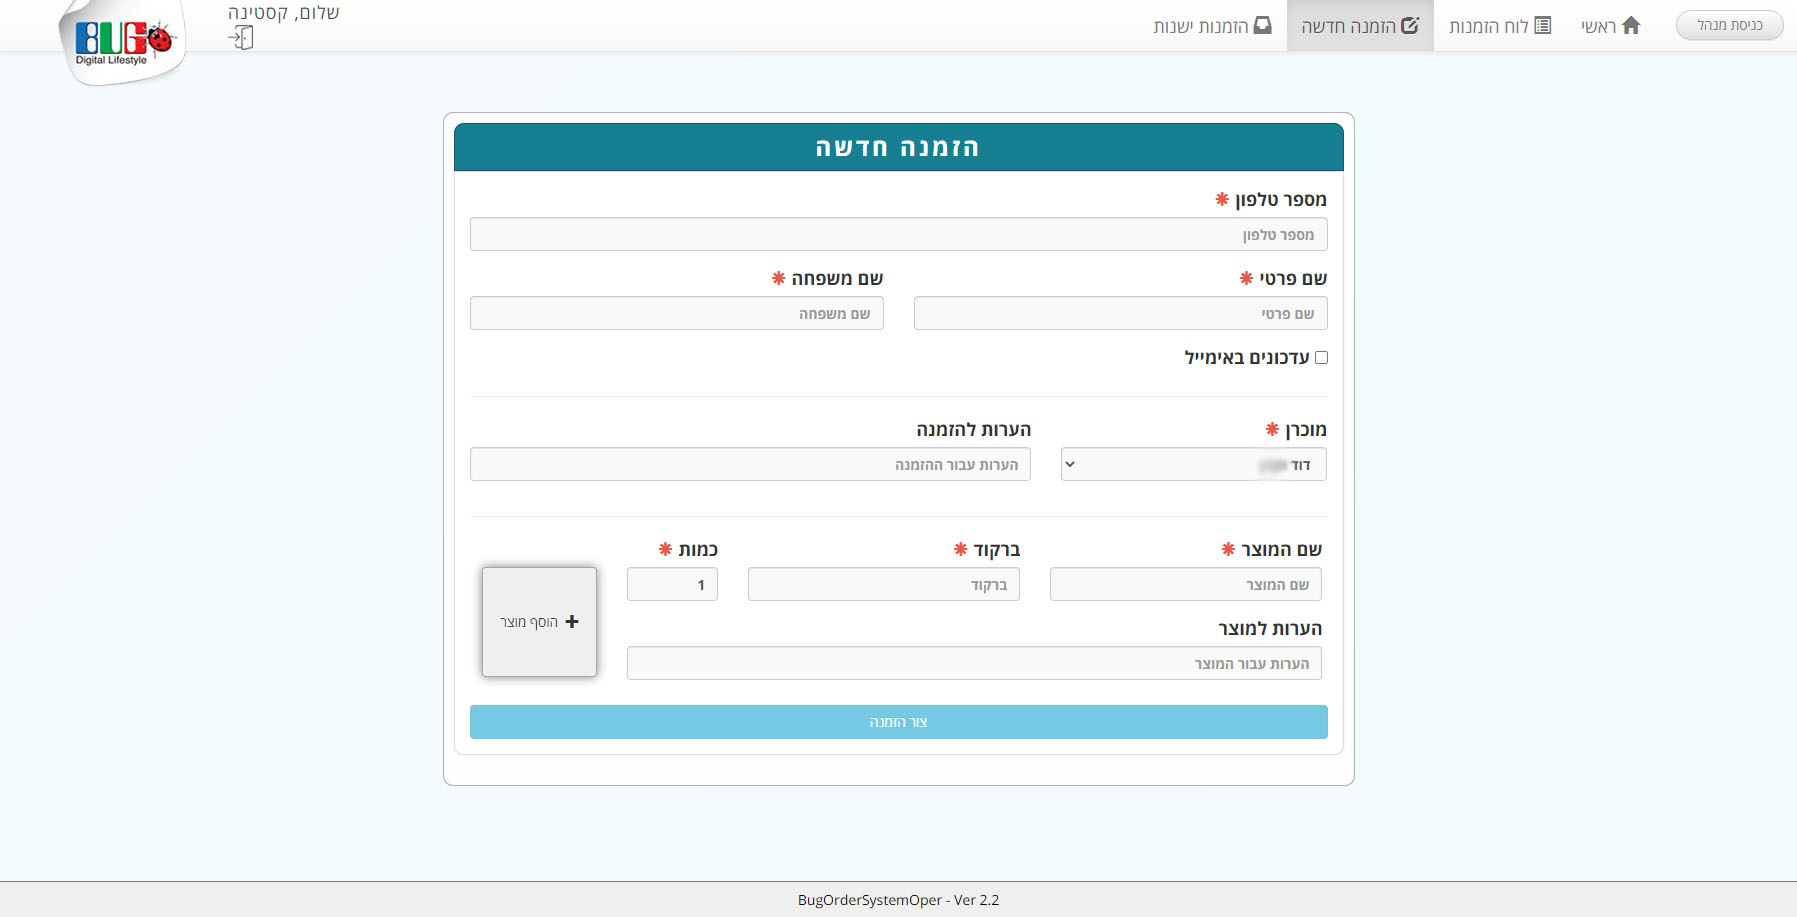 כניסת מנהל
ראשי
לוח הזמנות
הזמנה חדשה
הזמנות ישנות
שלום, קסטינה
BUG
Digital Lifestyle
הזמנה חדשה
מספר טלפון *
מספר טלפון
שם פרטי *
שם משפחה *
שם פרטי
שם משפחה
עדכונים באימייל
מוכרן *
הערות להזמנה
דוד
הערות עבור ההזמנה
שם המוצר *
ברקוד *
כמות *
שם המוצר
ברקוד
1
הוסף מוצר
הערות למוצר
הערות עבור המוצר
צור הזמנה
BugOrderSystemOper - Ver 2.2